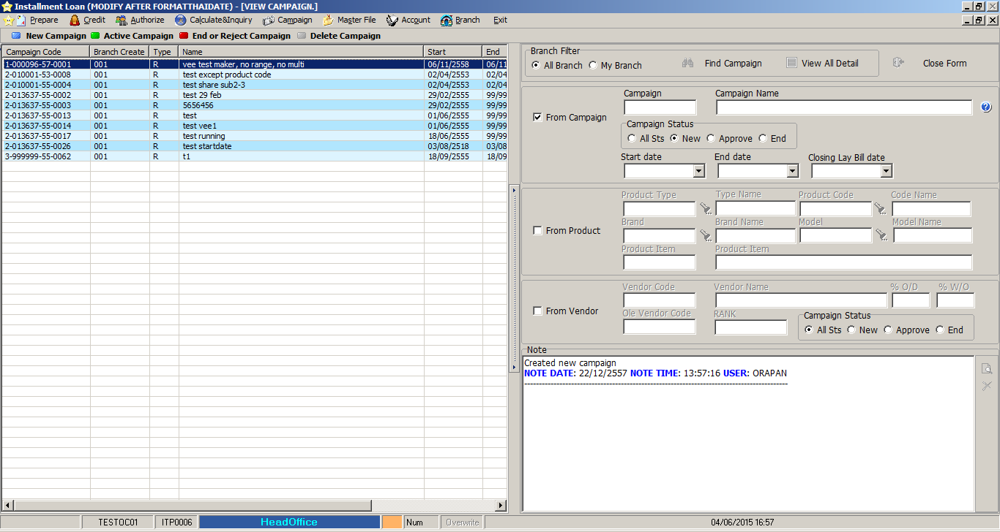 Installment Loan (MODIFY AFTER FORMATTHAIDATE) - [VIEW CAMPAIGN.]
Prepare Credit Authorize Calculate&Inquiry Campaign Master File Account Branch Exit
New Campaign Active Campaign End or Reject Campaign Delete Campaign
Campaign Code Branch Create Type Name Start End
1-000096-57-0001 001 R vee test maker, no range, no multi 06/11/2558 06/11
2-010001-53-0008 001 R test except product code 02/04/2553 02/04
2-010001-55-0004 001 R test share sub2-3 02/04/2553 02/04
2-013637-55-0002 001 R test 29 feb 29/02/2555 99/99
2-013637-55-0003 001 R 5656456 29/02/2555 99/99
2-013637-55-0013 001 R test 01/06/2555 99/99
2-013637-55-0014 001 R test vee1 01/06/2555 99/99
2-013637-55-0017 001 R test running 18/06/2555 99/99
2-013637-55-0026 001 R test startdate 03/08/2518 03/08
3-999999-55-0062 001 R t1 18/09/2555 18/09
Branch Filter
All Branch My Branch Find Campaign View All Detail Close Form
Campaign Campaign Name
From Campaign
Campaign Status
All Sts New Approve End
Start date End date Closing Lay Bill date
Product Type Type Name Product Code Code Name
Brand Brand Name Model Model Name
From Product
Product Item Product Item
Vendor Code Vendor Name % O/D % W/O
From Vendor
Ole Vendor Code RANK Campaign Status
All Sts New Approve End
Note
Created new campaign
NOTE DATE: 22/12/2557 NOTE TIME: 13:57:16 USER: ORAPAN
TESTOC01 ITP0006 HeadOffice Num Overwrite 04/06/2015 16:57